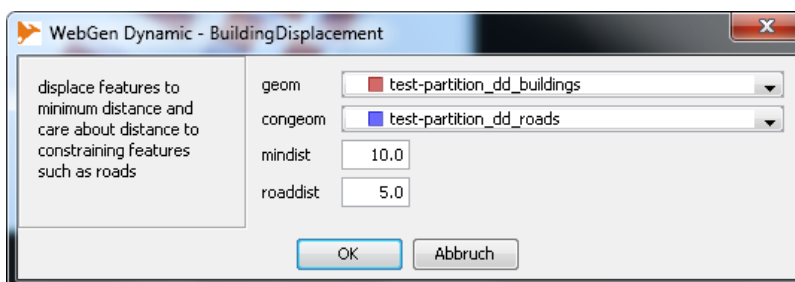 WebGen Dynamic - BuildingDisplacement
displace features to
minimum distance and
care about distance to
constraining features
such as roads
geom test-partition_dd_buildings
congeom test-partition_dd_roads
mindist 10.0
roaddist 5.0
OK Abbruch